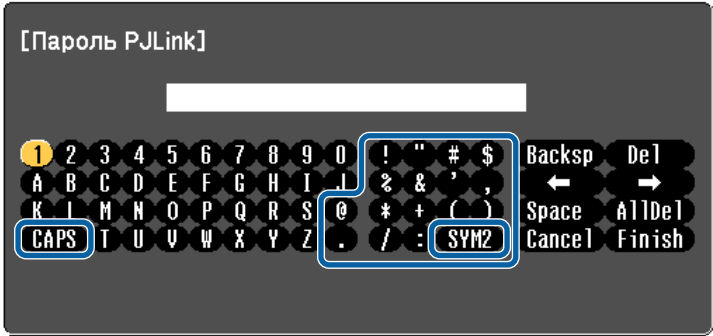 [Пароль PJLink]
1 2 3 4 5 6 7 8 9 0 ! " # $ Backsp Del
A B C D E F G H I J % & ' , ← →
K L M N O P Q R S @ * + ( ) Space AllDel
CAPS T U V W X Y Z . / : SYM2 Cancel Finish